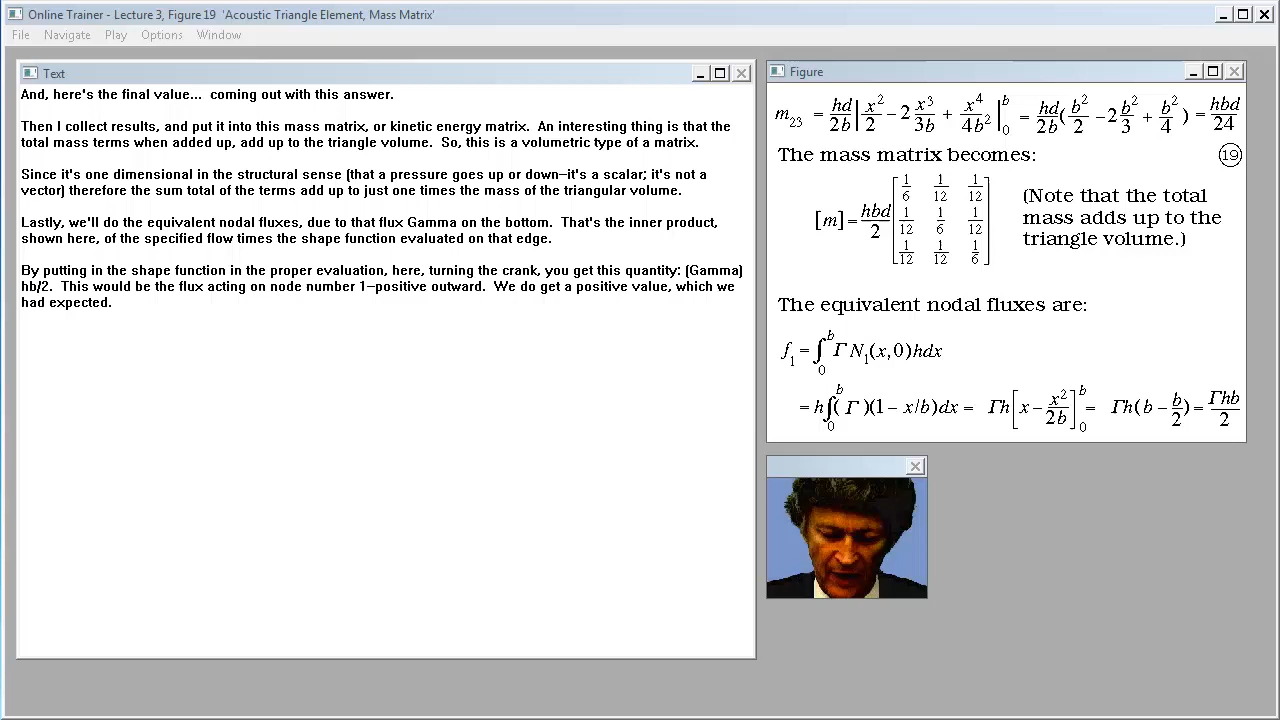 Online Trainer - Lecture 3, Figure 19 'Acoustic Triangle Element, Mass Matrix'
File Navigate Play Options Window
Text
And, here's the final value... coming out with this answer.
Then I collect results, and put it into this mass matrix, or kinetic energy matrix. An interesting thing is that the
total mass terms when added up, add up to the triangle volume. So, this is a volumetric type of a matrix.
Since it's one dimensional in the structural sense (that a pressure goes up or down–it's a scalar; it's not a
vector) therefore the sum total of the terms add up to just one times the mass of the triangular volume.
Lastly, we'll do the equivalent nodal fluxes, due to that flux Gamma on the bottom. That's the inner product,
shown here, of the specified flow times the shape function evaluated on that edge.
By putting in the shape function in the proper evaluation, here, turning the crank, you get this quantity: (Gamma)
hb/2. This would be the flux acting on node number 1–positive outward. We do get a positive value, which we
had expected.
Figure
m₂₃ = hd/2b | x²/2 − 2 x³/3b + x⁴/4b² |₀ᵇ = hd/2b ( b²/2 − 2 b²/3 + b²/4 ) = hbd/24
The mass matrix becomes: (19)
[m] = hbd/2 [ 1/6 1/12 1/12
1/12 1/6 1/12
1/12 1/12 1/6 ]
(Note that the total
mass adds up to the
triangle volume.)
The equivalent nodal fluxes are:
f₁ = ∫₀ᵇ Γ N₁(x,0)hdx
= h∫₀ᵇ( Γ )(1 − x/b)dx = Γh[x − x²/2b]₀ᵇ = Γh(b − b/2) = Γhb/2